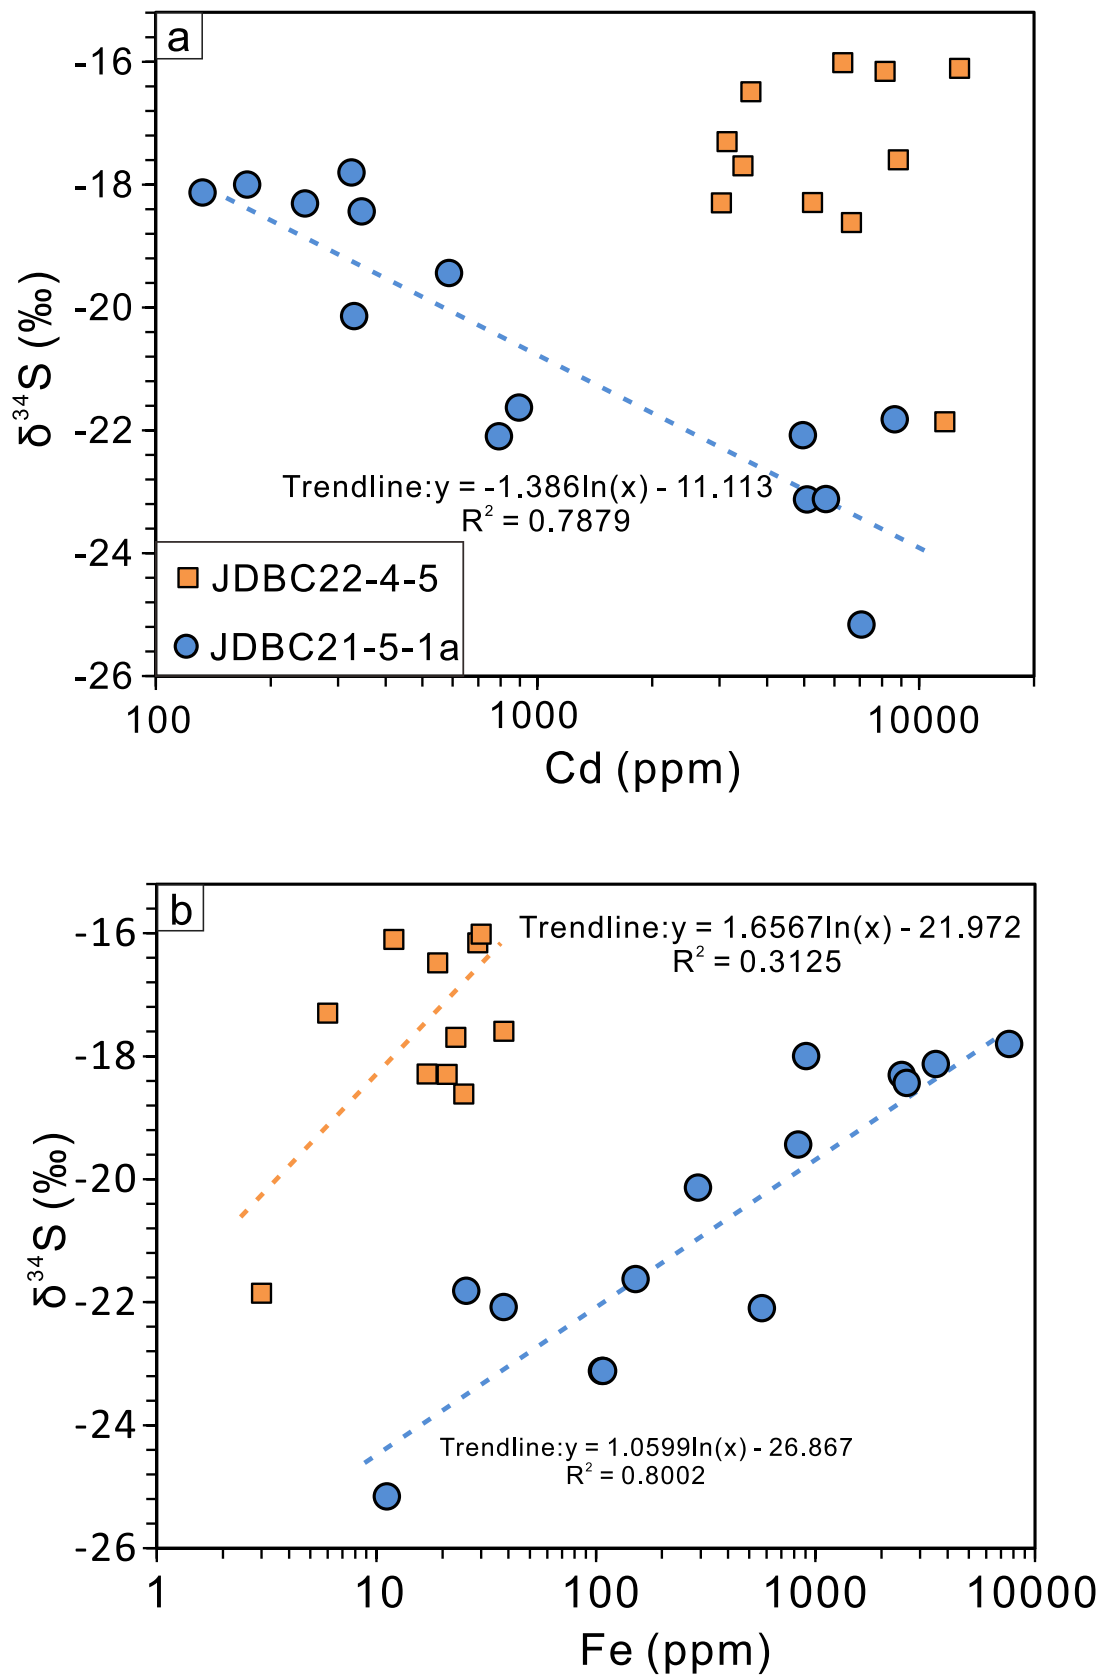 a
-16
-18
-20
-22
-24
-26
δ³⁴S (‰)
Trendline:y = -1.386ln(x) - 11.113
R² = 0.7879
JDBC22-4-5
JDBC21-5-1a
100 1000 10000
Cd (ppm)
b
-16
-18
-20
-22
-24
-26
δ³⁴S (‰)
Trendline:y = 1.6567ln(x) - 21.972
R² = 0.3125
Trendline:y = 1.0599ln(x) - 26.867
R² = 0.8002
1 10 100 1000 10000
Fe (ppm)